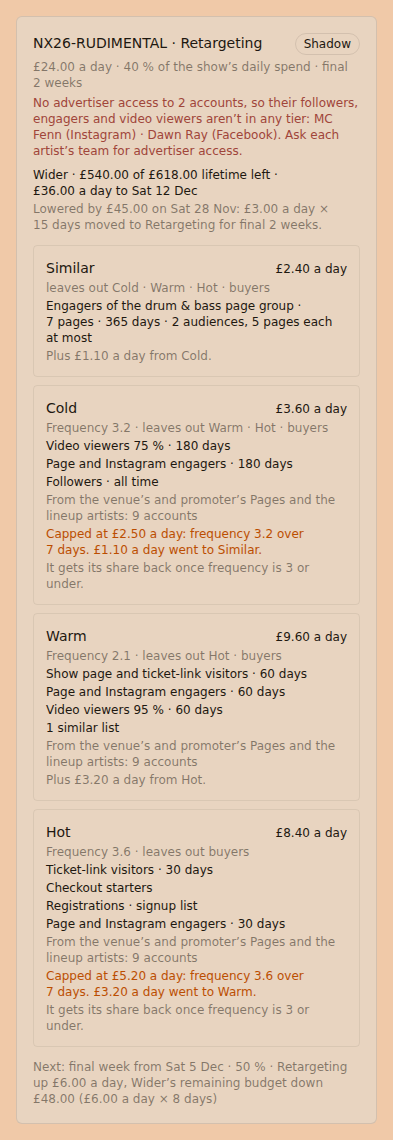 NX26-RUDIMENTAL · Retargeting
Shadow
£24.00 a day · 40 % of the show’s daily spend · final
2 weeks
No advertiser access to 2 accounts, so their followers,
engagers and video viewers aren’t in any tier: MC
Fenn (Instagram) · Dawn Ray (Facebook). Ask each
artist’s team for advertiser access.
Wider · £540.00 of £618.00 lifetime left ·
£36.00 a day to Sat 12 Dec
Lowered by £45.00 on Sat 28 Nov: £3.00 a day ×
15 days moved to Retargeting for final 2 weeks.
Similar
£2.40 a day
leaves out Cold · Warm · Hot · buyers
Engagers of the drum & bass page group ·
7 pages · 365 days · 2 audiences, 5 pages each
at most
Plus £1.10 a day from Cold.
Cold
£3.60 a day
Frequency 3.2 · leaves out Warm · Hot · buyers
Video viewers 75 % · 180 days
Page and Instagram engagers · 180 days
Followers · all time
From the venue’s and promoter’s Pages and the
lineup artists: 9 accounts
Capped at £2.50 a day: frequency 3.2 over
7 days. £1.10 a day went to Similar.
It gets its share back once frequency is 3 or
under.
Warm
£9.60 a day
Frequency 2.1 · leaves out Hot · buyers
Show page and ticket-link visitors · 60 days
Page and Instagram engagers · 60 days
Video viewers 95 % · 60 days
1 similar list
From the venue’s and promoter’s Pages and the
lineup artists: 9 accounts
Plus £3.20 a day from Hot.
Hot
£8.40 a day
Frequency 3.6 · leaves out buyers
Ticket-link visitors · 30 days
Checkout starters
Registrations · signup list
Page and Instagram engagers · 30 days
From the venue’s and promoter’s Pages and the
lineup artists: 9 accounts
Capped at £5.20 a day: frequency 3.6 over
7 days. £3.20 a day went to Warm.
It gets its share back once frequency is 3 or
under.
Next: final week from Sat 5 Dec · 50 % · Retargeting
up £6.00 a day, Wider’s remaining budget down
£48.00 (£6.00 a day × 8 days)